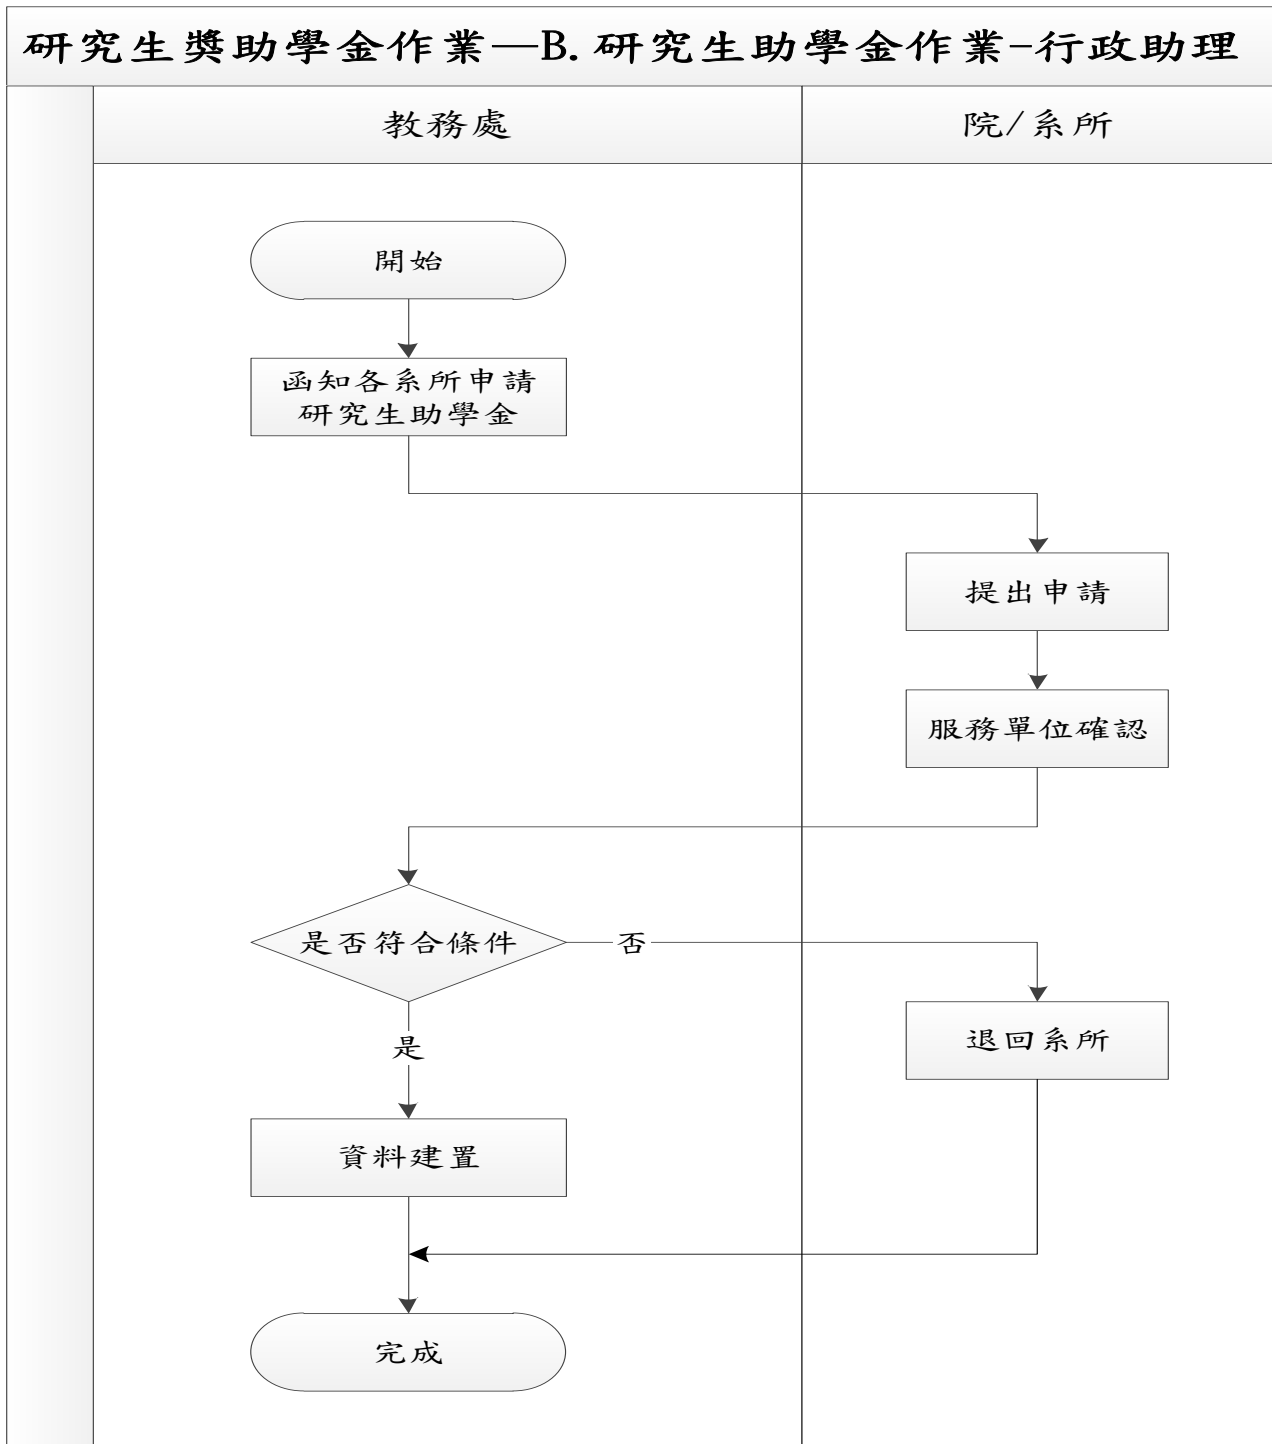 研究生獎助學金作業—B.研究生助學金作業-行政助理
教務處
院/系所
開始
函知各系所申請
研究生助學金
提出申請
服務單位確認
是否符合條件
否
是
退回系所
資料建置
完成